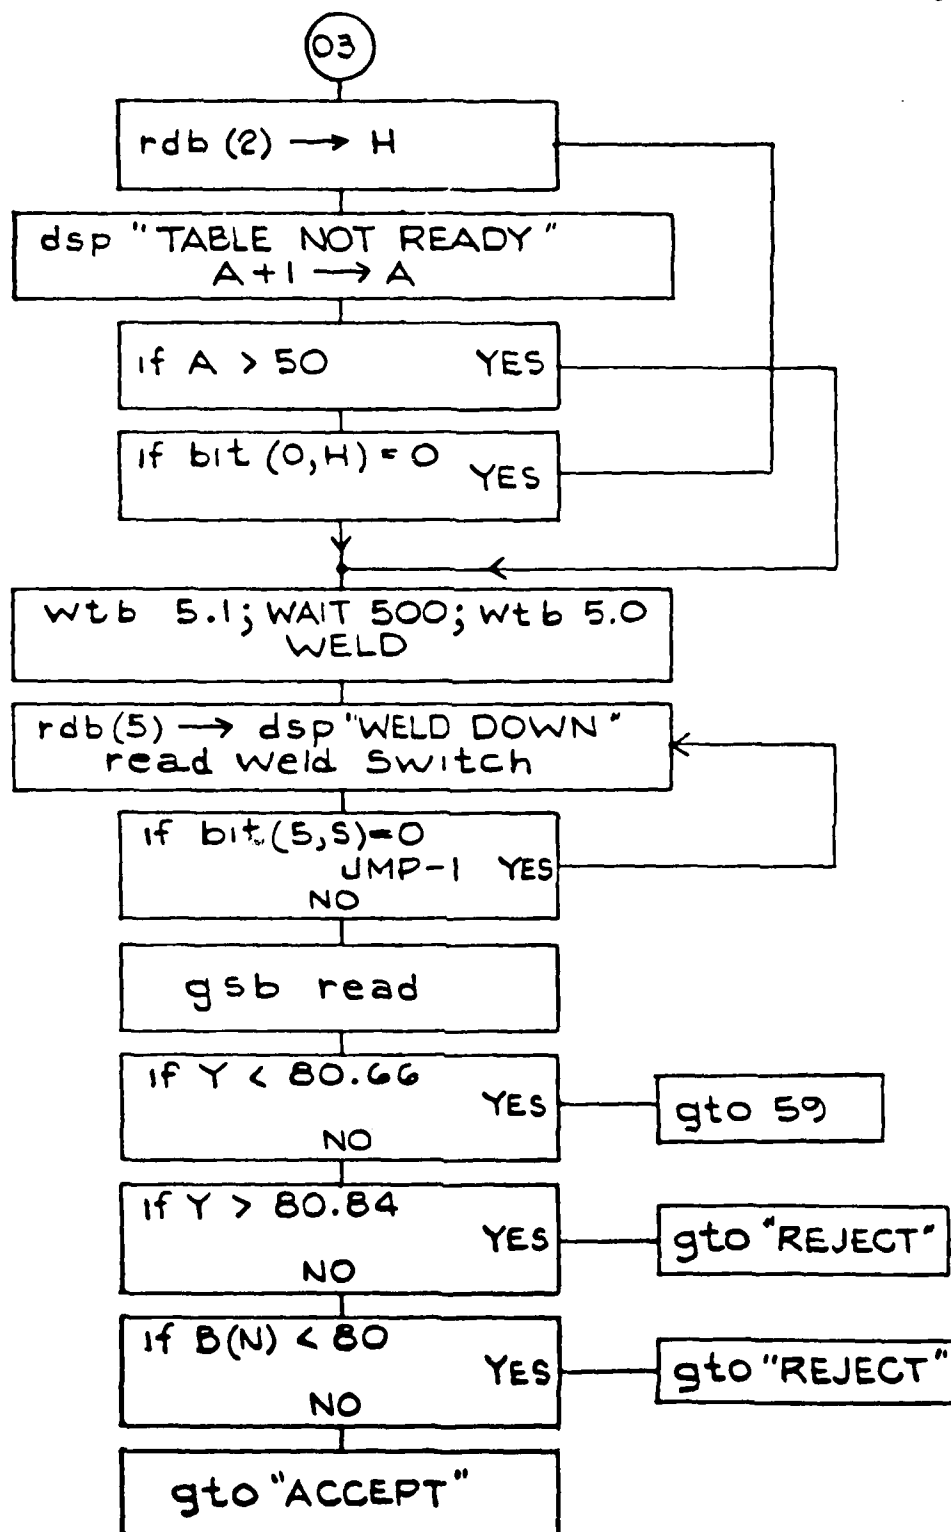 03
rdb (2) → H
dsp "TABLE NOT READY"
A+1 → A
if A > 50 YES
if bit (0,H) = 0
YES
wtb 5.1; WAIT 500; wtb 5.0
WELD
rdb(5) → dsp "WELD DOWN"
read weld switch
if bit(5,S)=0
JMP-1 YES
NO
gsb read
if Y < 80.66
YES
NO
gto 59
if Y > 80.84
YES
NO
gto "REJECT"
if B(N) < 80
YES
NO
gto "REJECT"
gto "ACCEPT"